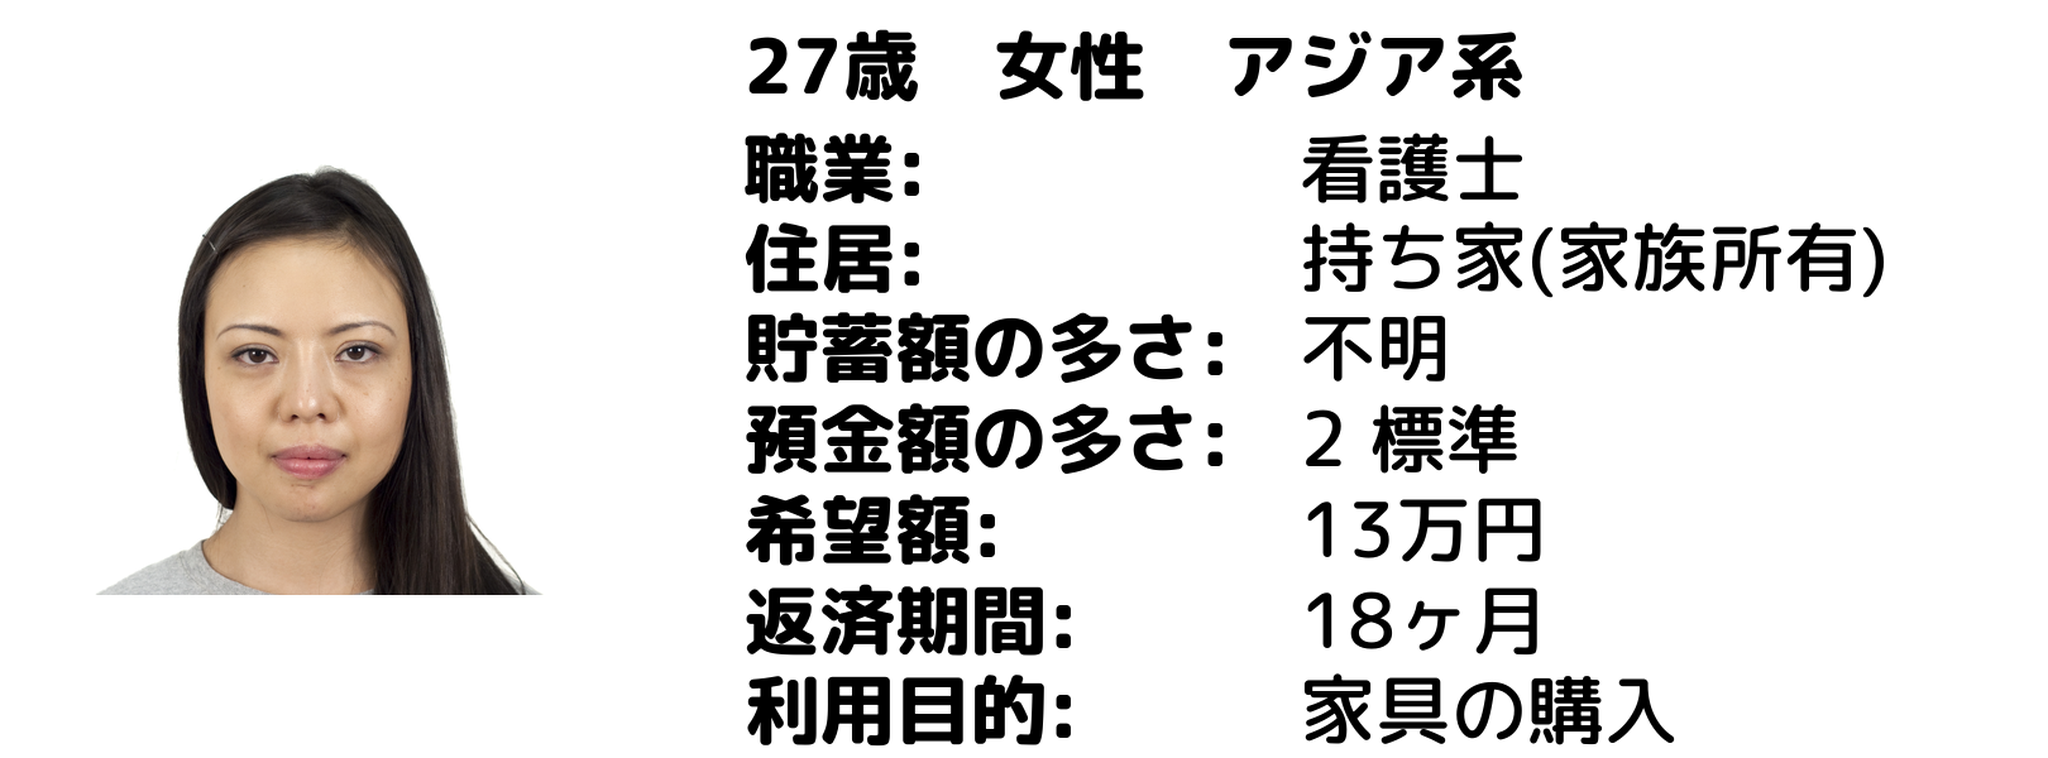 27歳　女性　アジア系
職業: 看護士
住居: 持ち家(家族所有)
貯蓄額の多さ: 不明
預金額の多さ: 2 標準
希望額: 13万円
返済期間: 18ヶ月
利用目的: 家具の購入